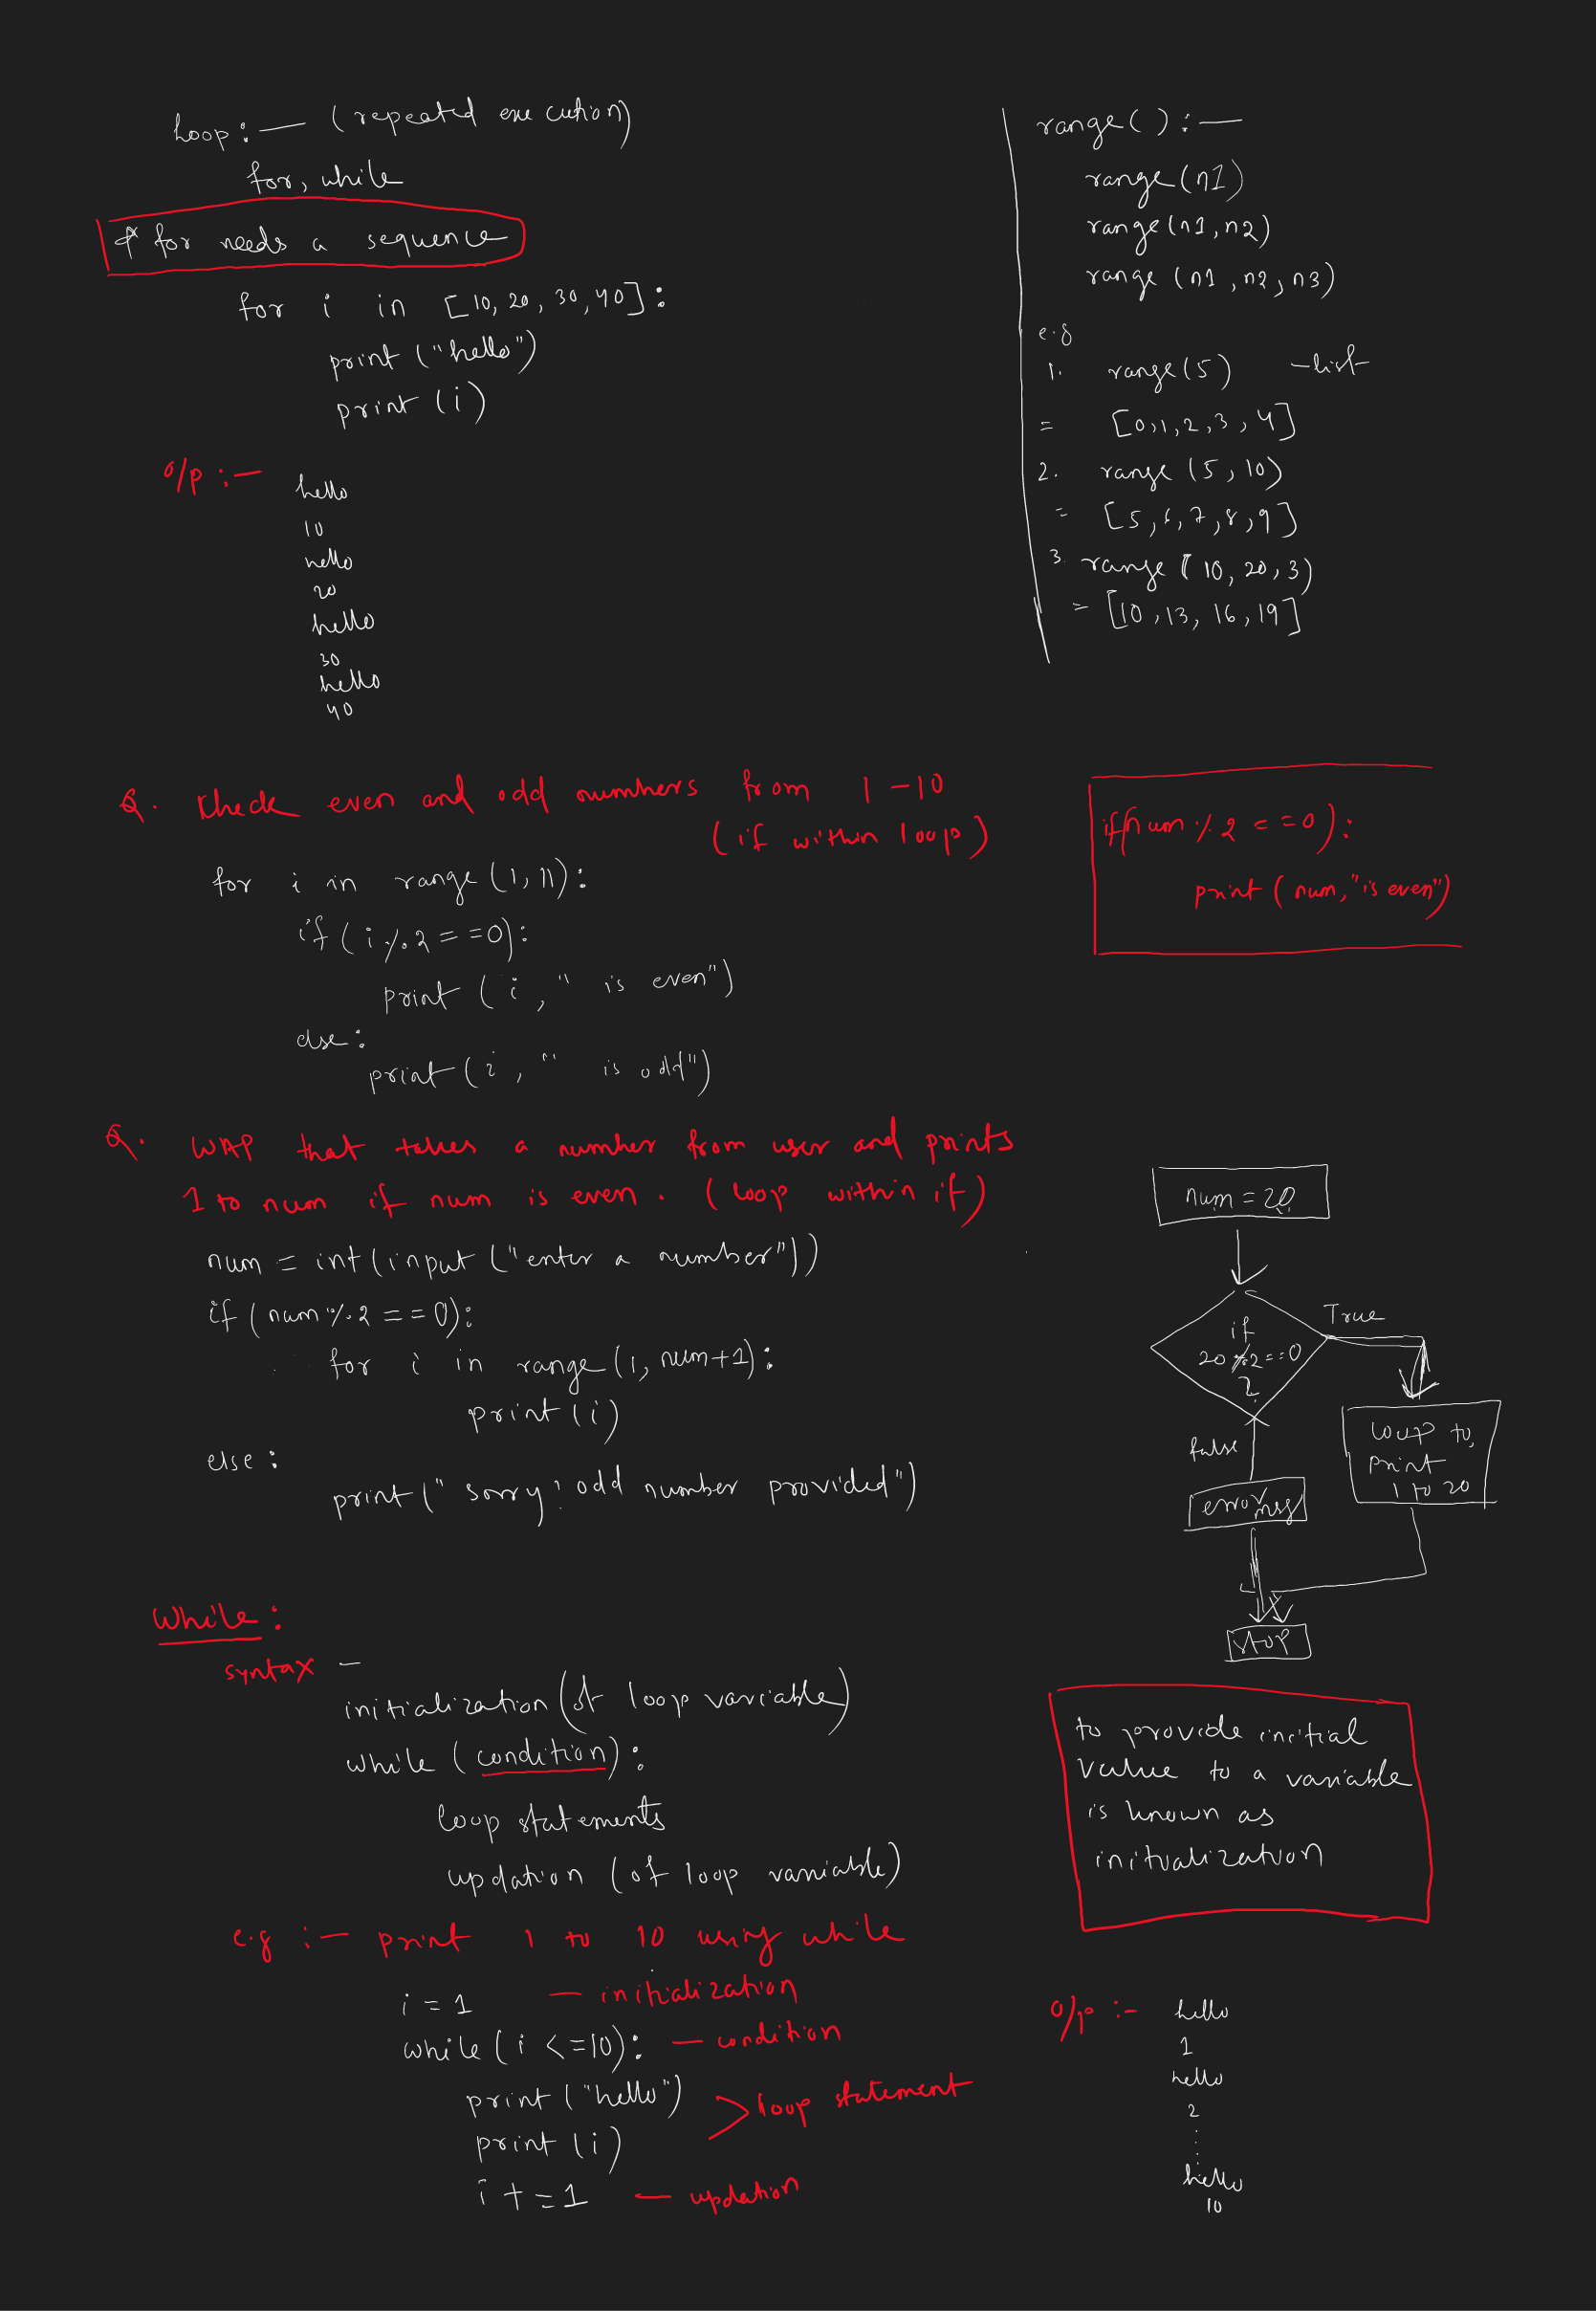 Loop :— (repeated execution)
for, while
* for needs a sequence
for i in [10, 20, 30, 40]:
print ("hello")
print (i)
o/p :—
hello
10
hello
20
hello
30
hello
40
range( ) :—
range(n1)
range(n1, n2)
range (n1, n2, n3)
e.g
1. range(5) - list
= [0,1,2,3,4]
2. range (5, 10)
= [5,6,7,8,9]
3. range (10, 20, 3)
= [10, 13, 16, 19]
Q. Check even and odd numbers from 1-10
(if within loop)
for i in range (1, 11):
if (i % 2 == 0):
print (i, " is even")
else:
print (i, " is odd")
if(num % 2 == 0):
print (num, "is even")
Q. WAP that takes a number from user and prints
1 to num if num is even. (loop within if)
num = int(input ("enter a number"))
if (num % 2 == 0):
for i in range (1, num+1):
print (i)
else:
print (" sorry! odd number provided")
num = 20
if
20 % 2 == 0
?
True
false
loop to
print
1 to 20
error msg
stop
While:
syntax —
initialization (of loop variable)
while (condition):
loop statements
updation (of loop variable)
to provide initial
value to a variable
is known as
initialization
e.g :— print 1 to 10 using while
i = 1 — initialization
while (i <= 10): — condition
print ("hello") > loop statement
print (i)
i += 1 — updation
o/p :-
hello
1
hello
2
hello
10